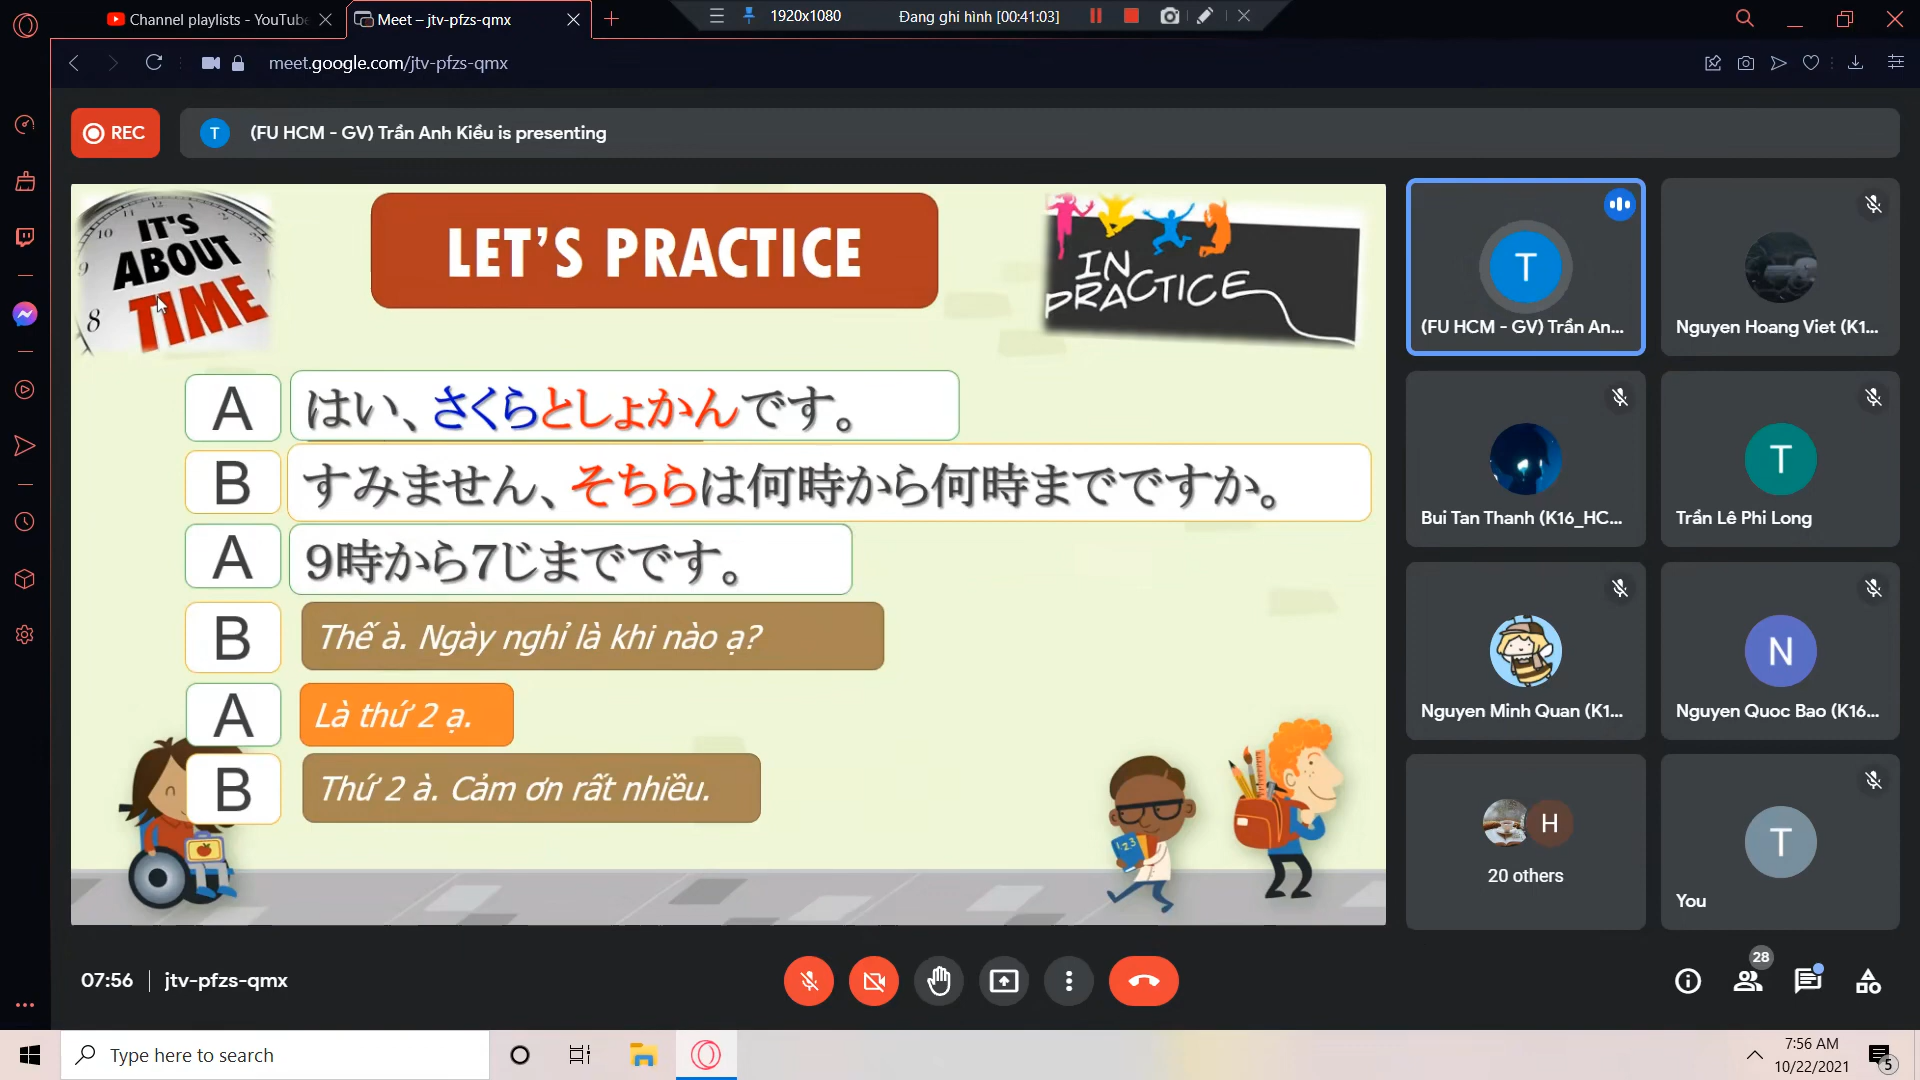 Channel playlists - YouTube
Meet – jtv-pfzs-qmx
1920x1080
Đang ghi hình [00:41:03]
meet.google.com/jtv-pfzs-qmx
REC
T
(FU HCM - GV) Trần Anh Kiều is presenting
IT'S
ABOUT
TIME
LET'S PRACTICE
IN
PRACTICE
A
はい、さくらとしょかんです。
B
すみません、そちらは何時から何時まででですか。
A
9時から7じまでです。
B
Thế à. Ngày nghỉ là khi nào ạ?
A
Là thứ 2 ạ.
B
Thứ 2 à. Cảm ơn rất nhiều.
123
T
(FU HCM - GV) Trần An...
Nguyen Hoang Viet (K1...
Bui Tan Thanh (K16_HC...
T
Trần Lê Phi Long
Nguyen Minh Quan (K1...
N
Nguyen Quoc Bao (K16...
H
20 others
T
You
07:56
jtv-pfzs-qmx
28
Type here to search
7:56 AM
10/22/2021
5